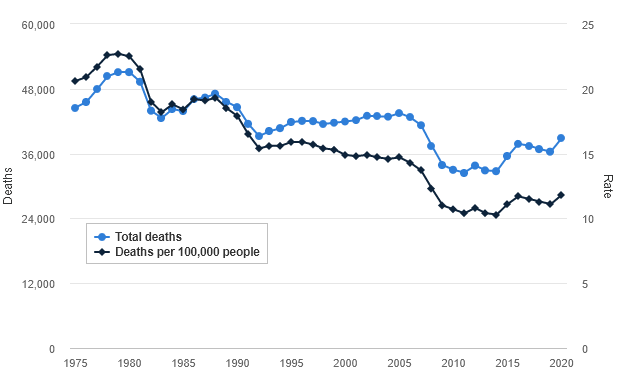 60,000
25
48,000
20
36,000
15
Deaths
Rate
24,000
10
Total deaths
Deaths per 100,000 people
12,000
5
0
0
1975 1980 1985 1990 1995 2000 2005 2010 2015 2020